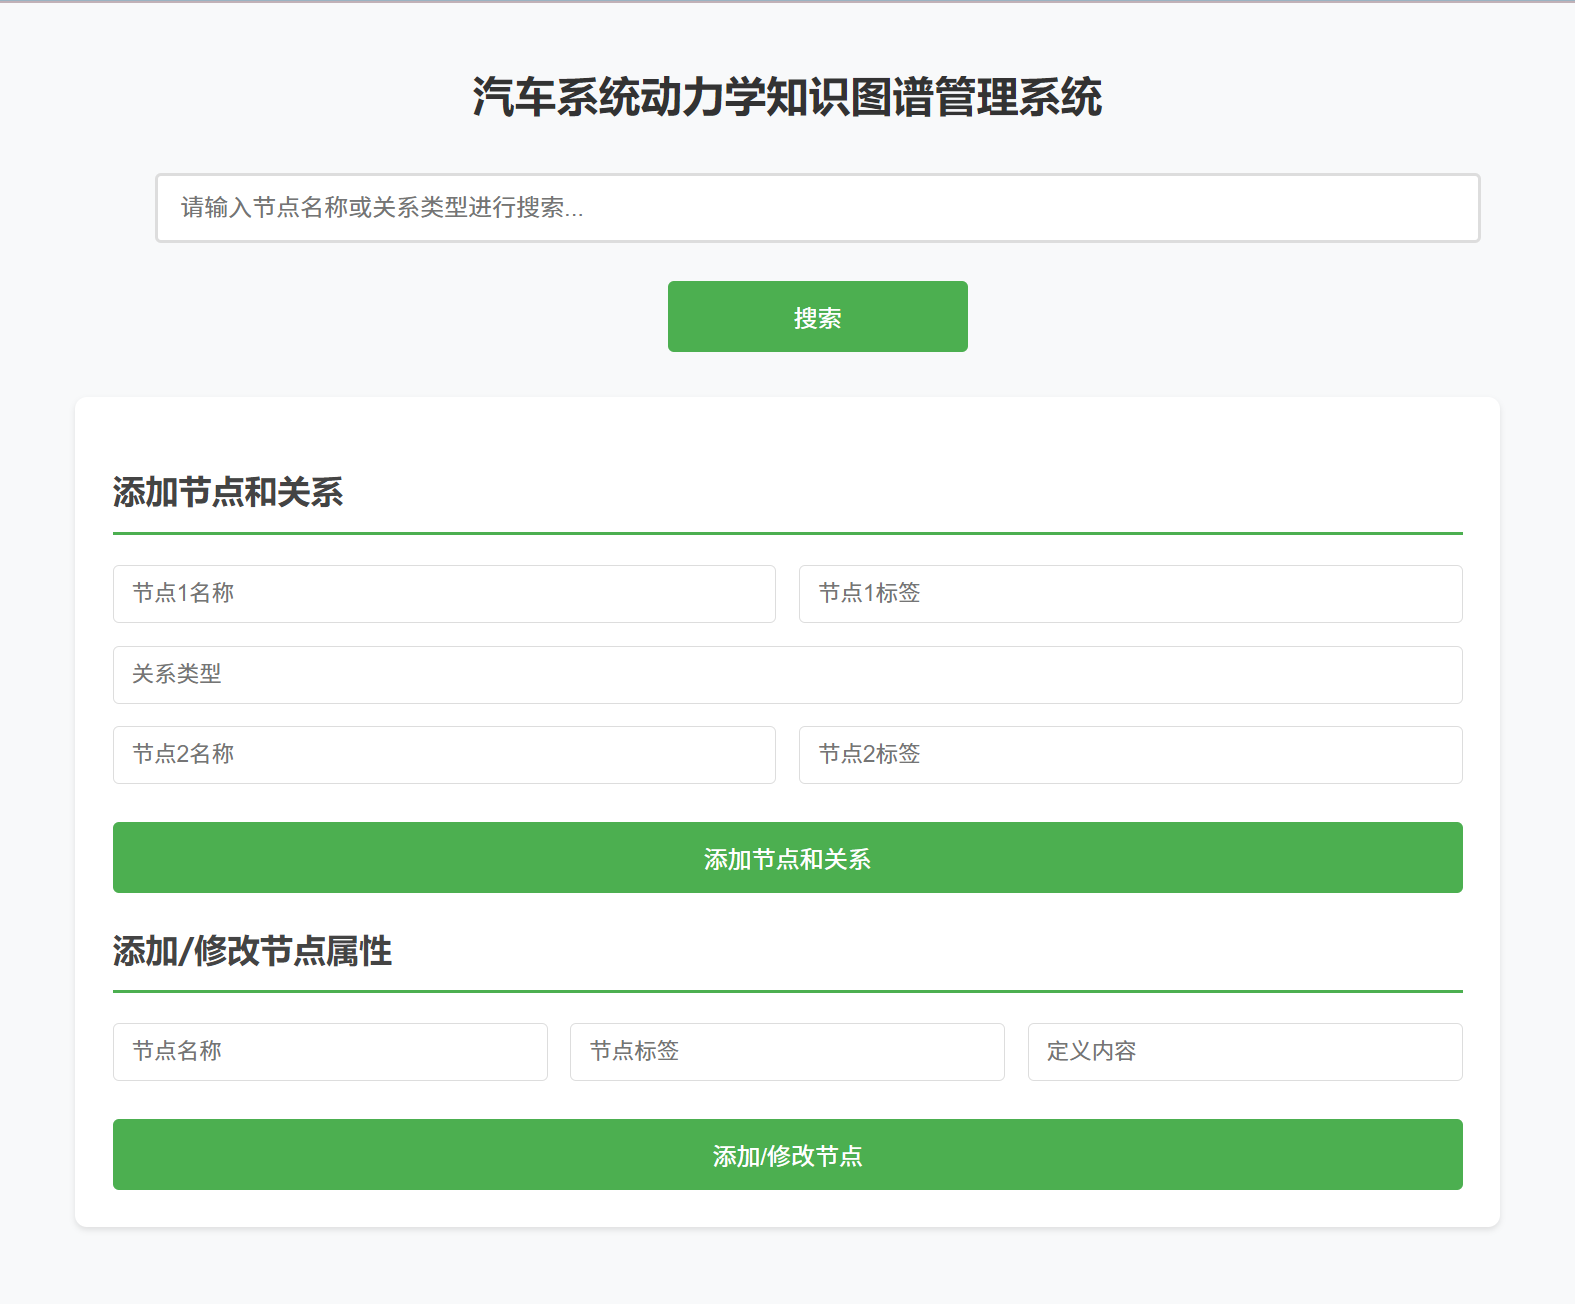 汽车系统动力学知识图谱管理系统
请输入节点名称或关系类型进行搜索...
搜索
添加节点和关系
节点1名称 节点1标签
关系类型
节点2名称 节点2标签
添加节点和关系
添加/修改节点属性
节点名称 节点标签 定义内容
添加/修改节点